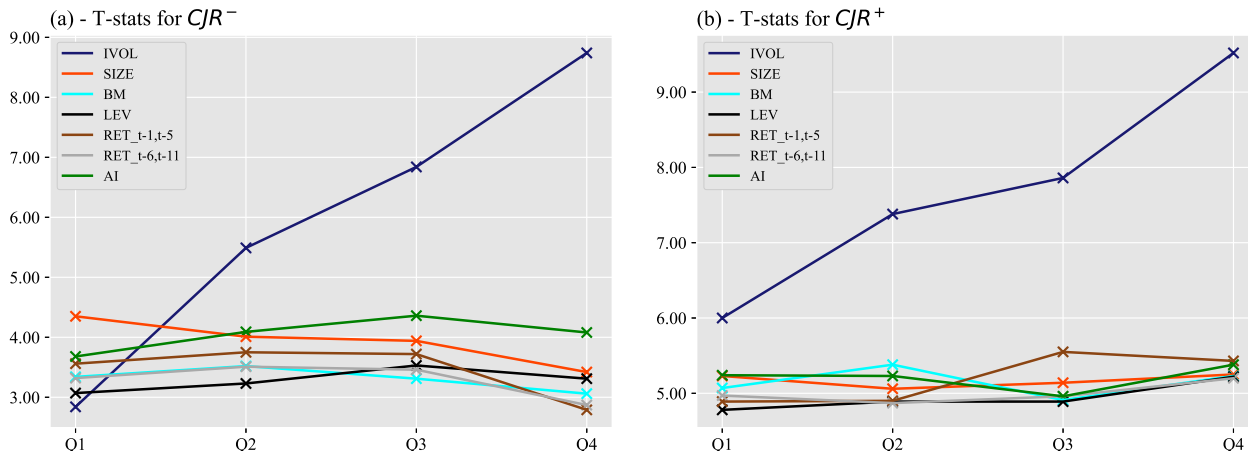 (a) - T-stats for CJR⁻
9.00
8.00
7.00
6.00
5.00
4.00
3.00
IVOL
SIZE
BM
LEV
RET_t-1,t-5
RET_t-6,t-11
AI
Q1 Q2 Q3 Q4
(b) - T-stats for CJR⁺
9.00
8.00
7.00
6.00
5.00
IVOL
SIZE
BM
LEV
RET_t-1,t-5
RET_t-6,t-11
AI
Q1 Q2 Q3 Q4